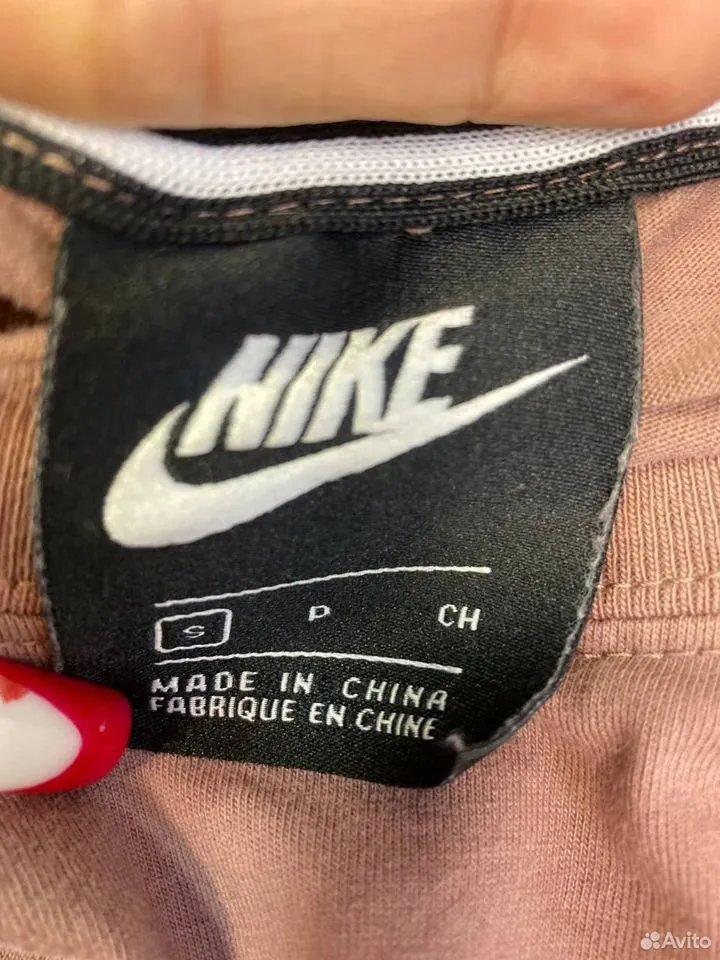 NIKE
S P CH
MADE IN CHINA
FABRIQUE EN CHINE
Avito